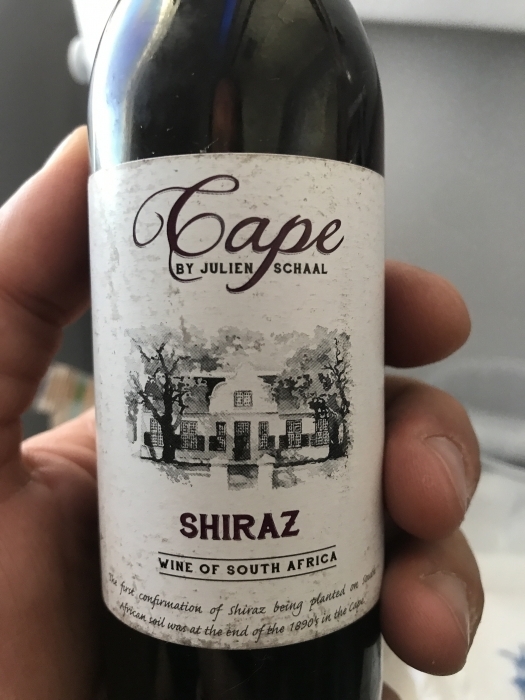 Cape
BY JULIEN SCHAAL
SHIRAZ
WINE OF SOUTH AFRICA
The first confirmation of Shiraz being planted on South
African soil was at the end of the 1890's in the Cape.